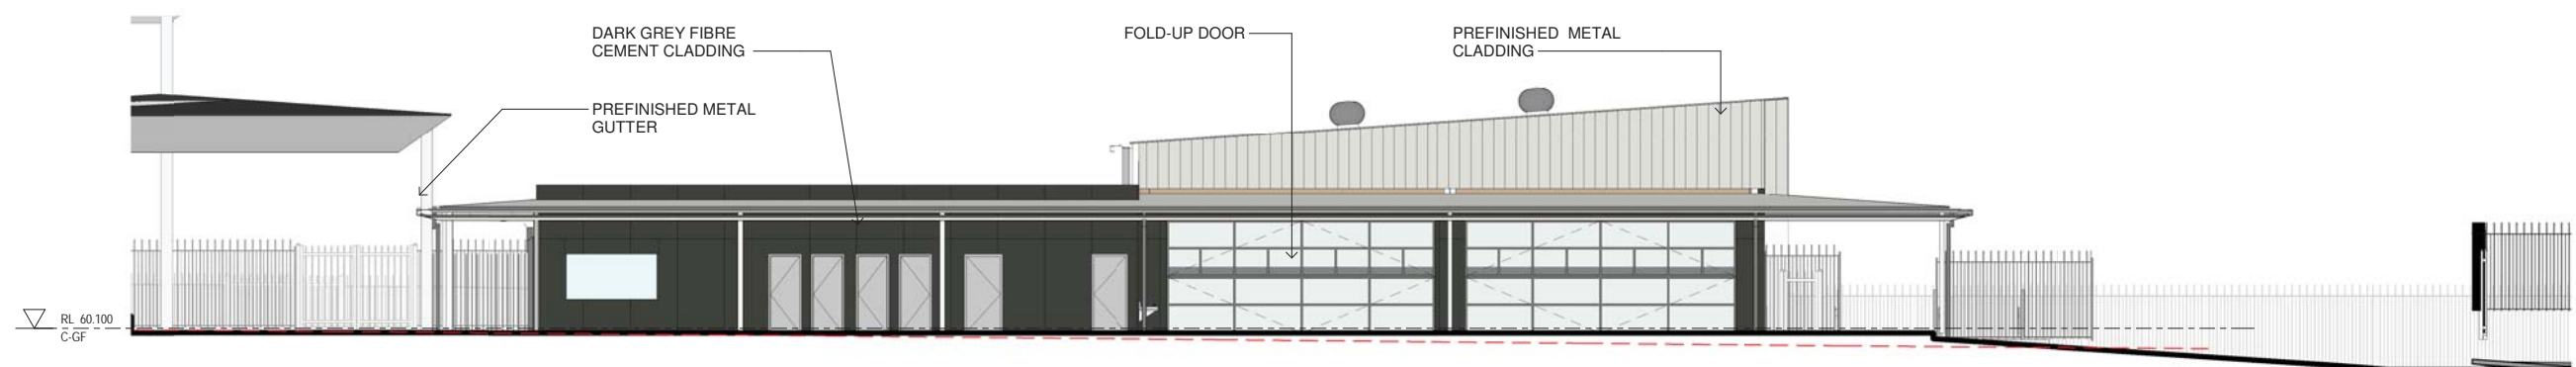 DARK GREY FIBRE
CEMENT CLADDING
FOLD-UP DOOR
PREFINISHED METAL
CLADDING
PREFINISHED METAL
GUTTER
RL 60.100
C-GF